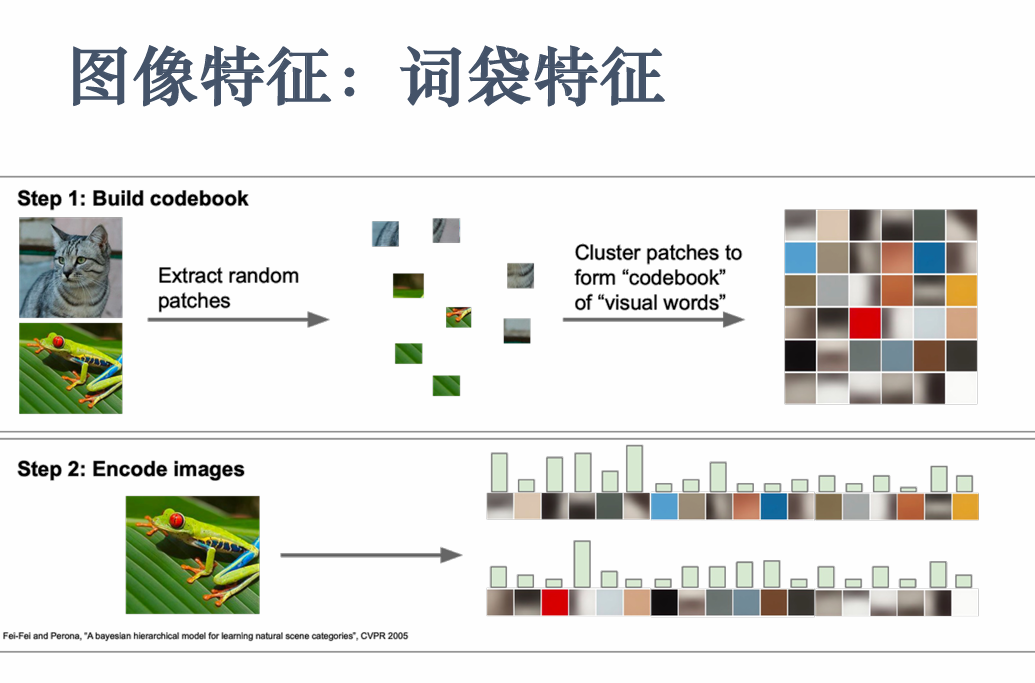 图像特征：词袋特征
Step 1: Build codebook
Extract random
patches
Cluster patches to
form “codebook”
of “visual words”
Step 2: Encode images
Fei-Fei and Perona, “A bayesian hierarchical model for learning natural scene categories”, CVPR 2005